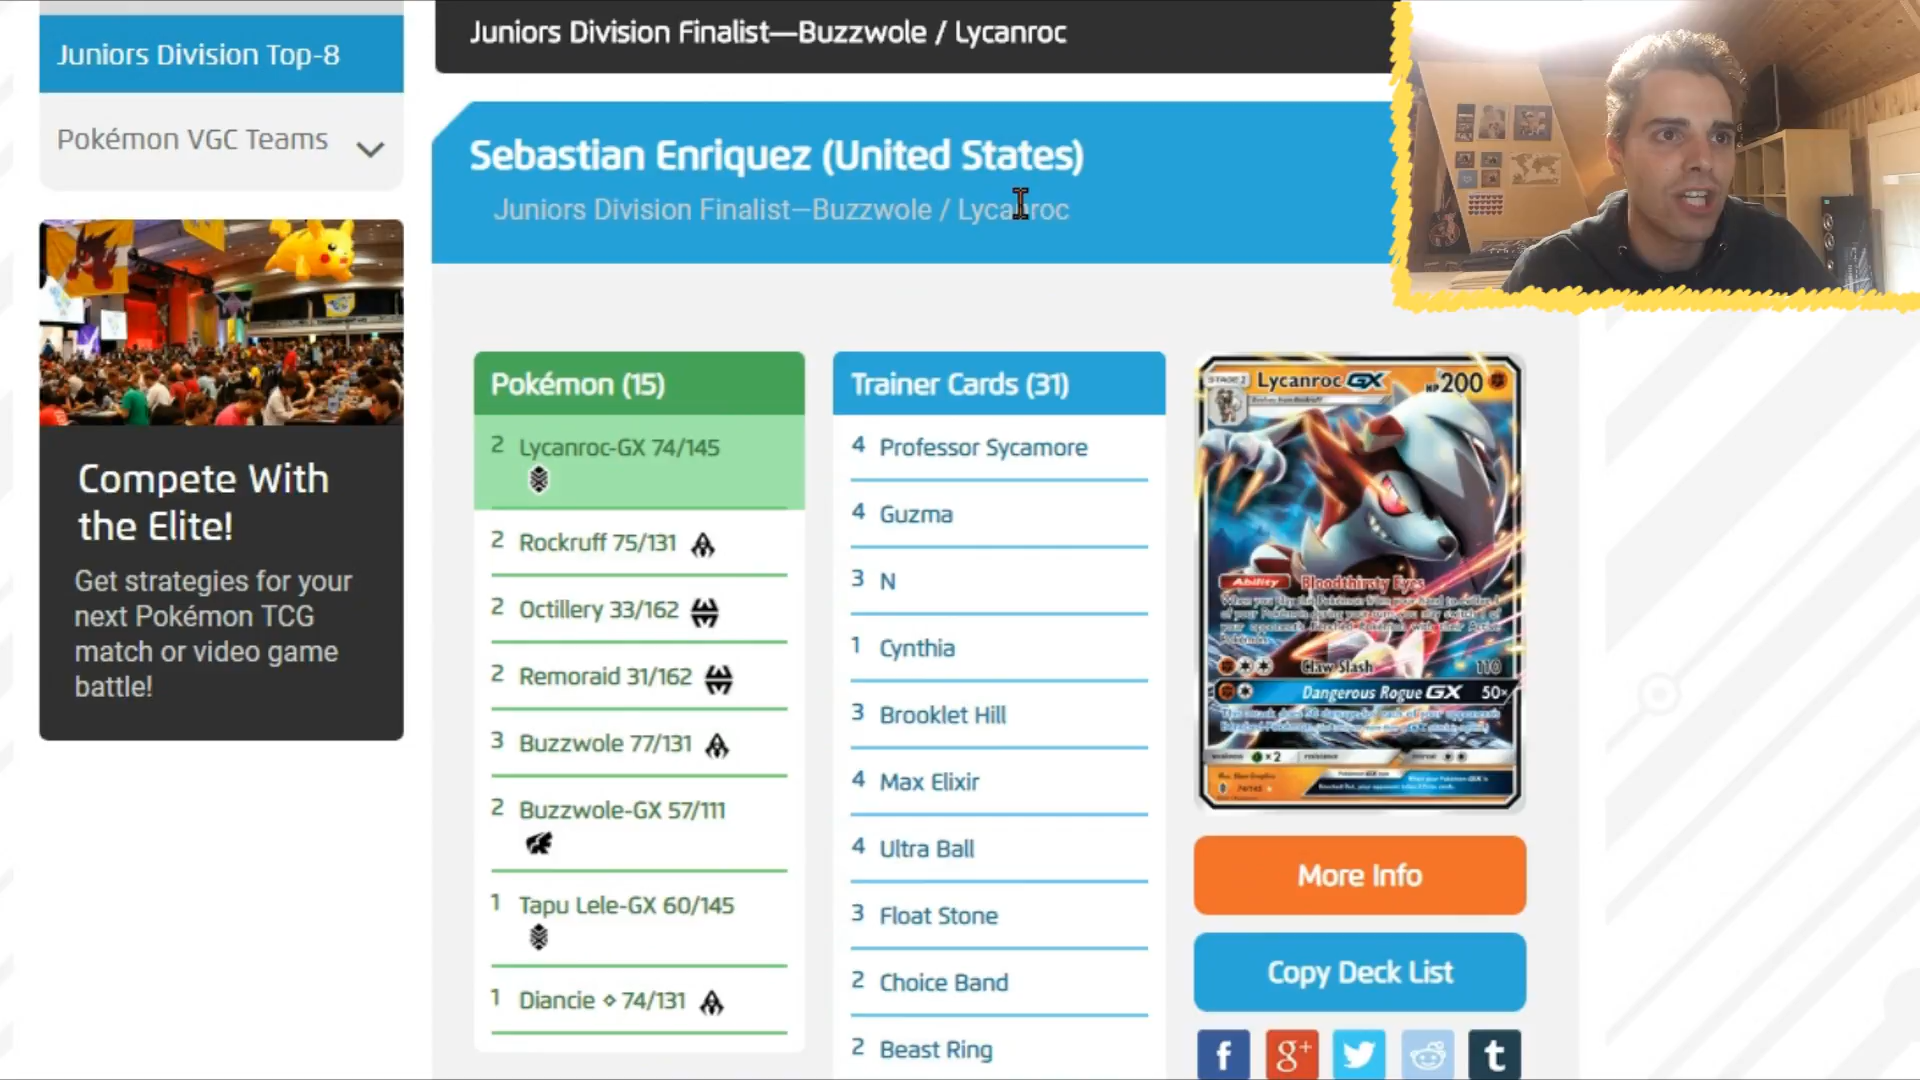 Juniors Division Top-8
Pokémon VGC Teams
Compete With
the Elite!
Get strategies for your
next Pokémon TCG
match or video game
battle!
Juniors Division Finalist—Buzzwole / Lycanroc
Sebastian Enriquez (United States)
Juniors Division Finalist—Buzzwole / Lycanroc
Pokémon (15)
2 Lycanroc-GX 74/145
2 Rockruff 75/131
2 Octillery 33/162
2 Remoraid 31/162
3 Buzzwole 77/131
2 Buzzwole-GX 57/111
1 Tapu Lele-GX 60/145
1 Diancie ⋄ 74/131
Trainer Cards (31)
4 Professor Sycamore
4 Guzma
3 N
1 Cynthia
3 Brooklet Hill
4 Max Elixir
4 Ultra Ball
3 Float Stone
2 Choice Band
2 Beast Ring
Lycanroc GX HP 200
Ability Bloodthirsty Eyes
Claw Slash 110
Dangerous Rogue GX 50×
More Info
Copy Deck List